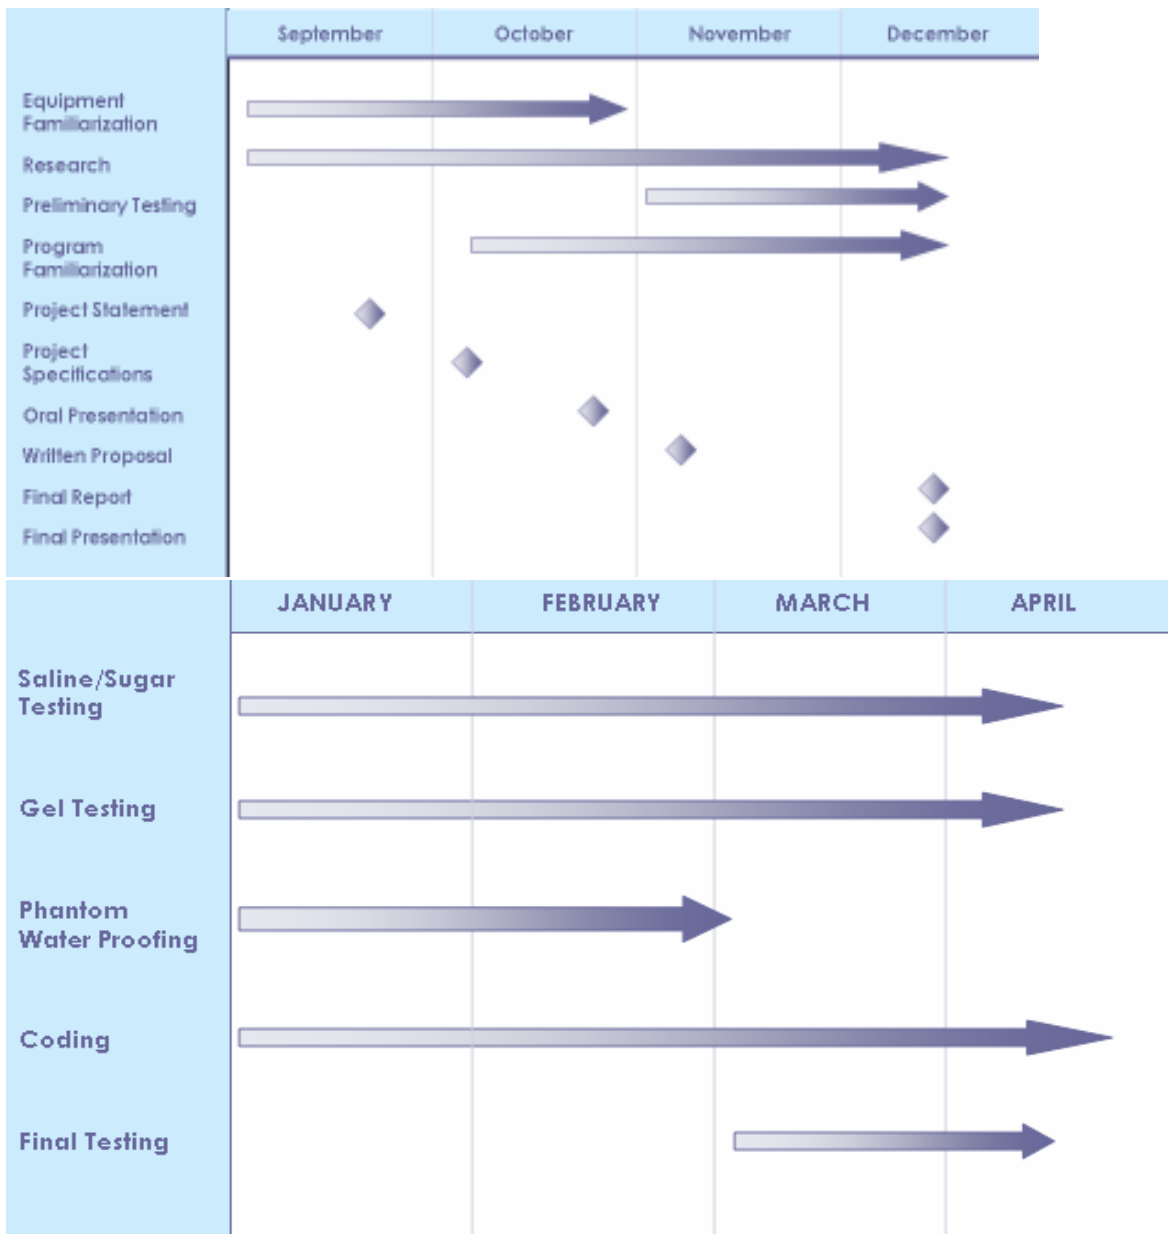 September October November December
Equipment
Familiarization
Research
Preliminary Testing
Program
Familiarization
Project Statement
Project
Specifications
Oral Presentation
Written Proposal
Final Report
Final Presentation
JANUARY FEBRUARY MARCH APRIL
Saline/Sugar
Testing
Gel Testing
Phantom
Water Proofing
Coding
Final Testing